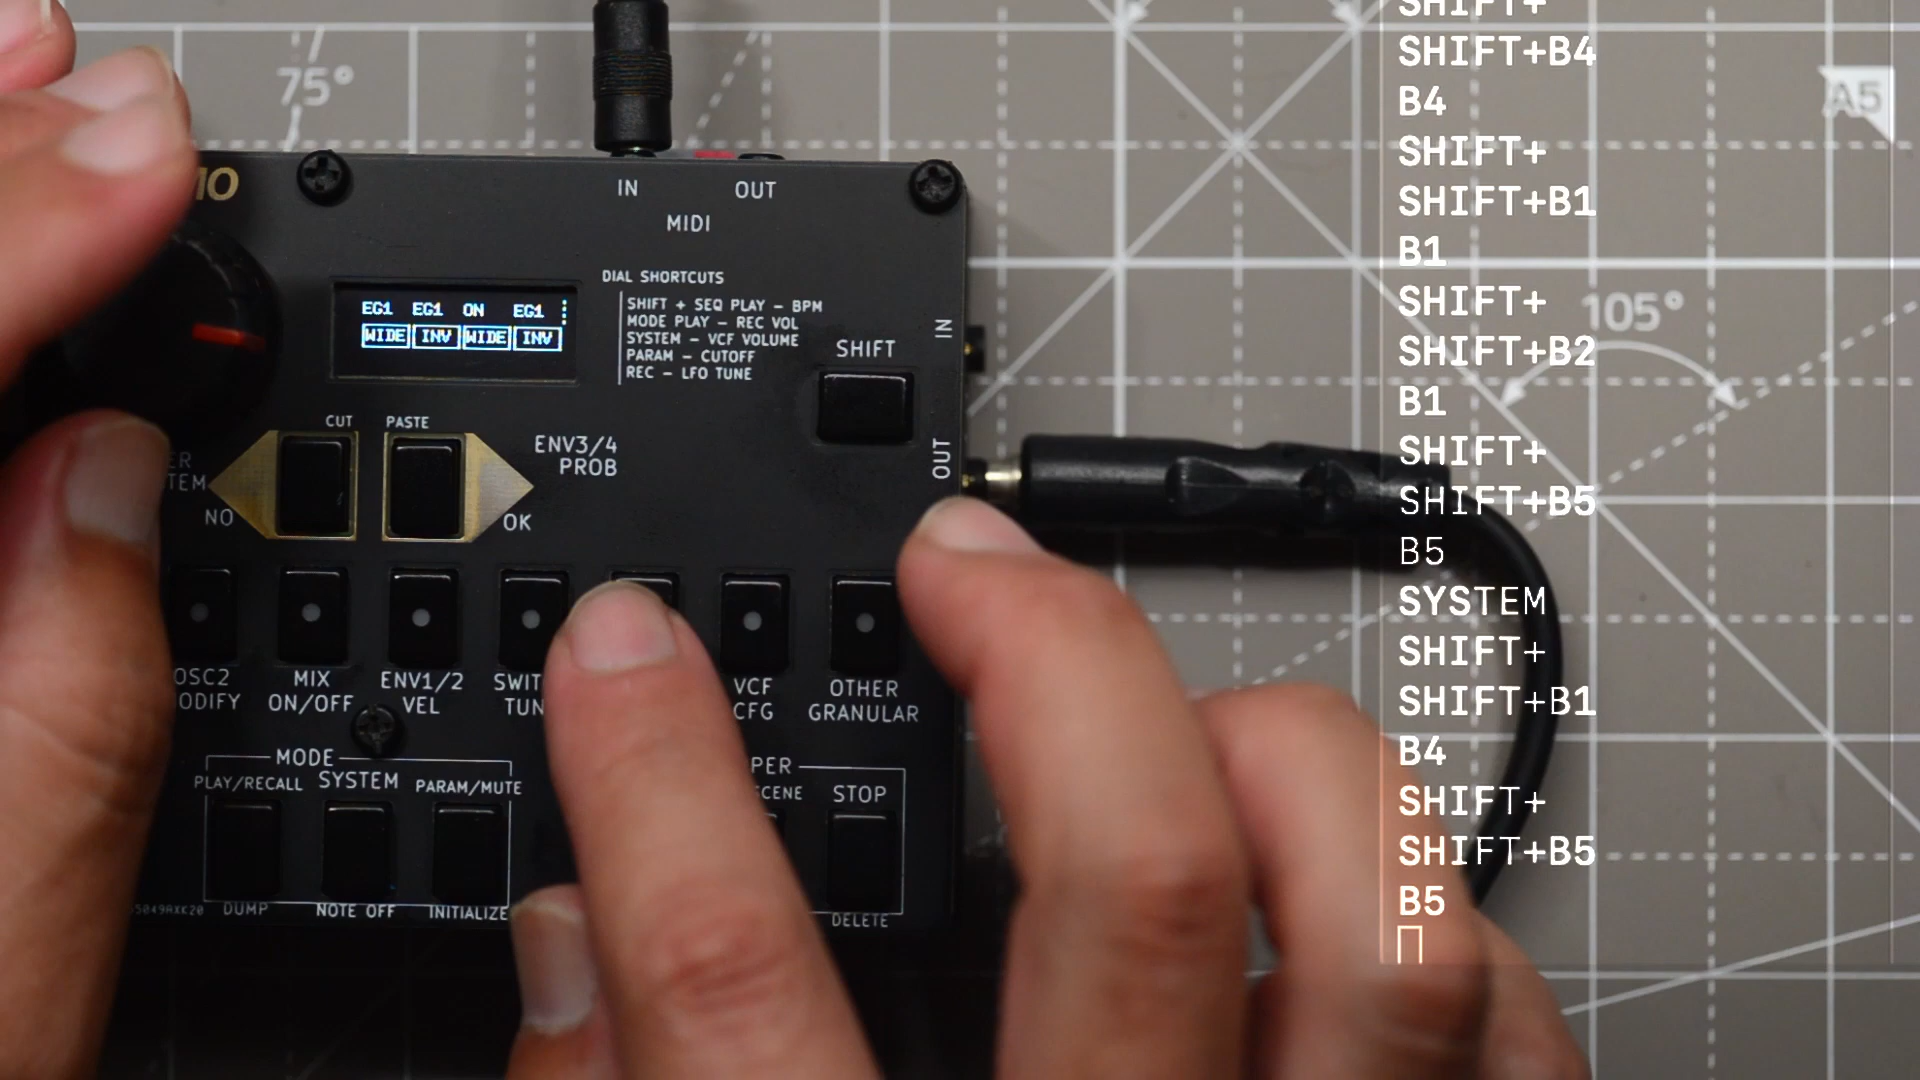 75°
A5
105°
IN
OUT
MIDI
DIAL SHORTCUTS
SHIFT + SEQ PLAY – BPM
MODE PLAY – REC VOL
SYSTEM – VCF VOLUME
PARAM – CUTOFF
REC – LFO TUNE
EG1 EG1 ON EG1
WIDE INV WIDE INV
SHIFT
IN
OUT
CUT
PASTE
ENV3/4
PROB
NO
OK
OSC2
MIX
ON/OFF
ENV1/2
VEL
VCF
CFG
OTHER
GRANULAR
MODE
PLAY/RECALL
SYSTEM
PARAM/MUTE
STOP
DUMP
NOTE OFF
INITIALIZE
DELETE
SHIFT+
SHIFT+B4
B4
SHIFT+
SHIFT+B1
B1
SHIFT+
SHIFT+B2
B1
SHIFT+
SHIFT+B5
B5
SYSTEM
SHIFT+
SHIFT+B1
B4
SHIFT+
SHIFT+B5
B5